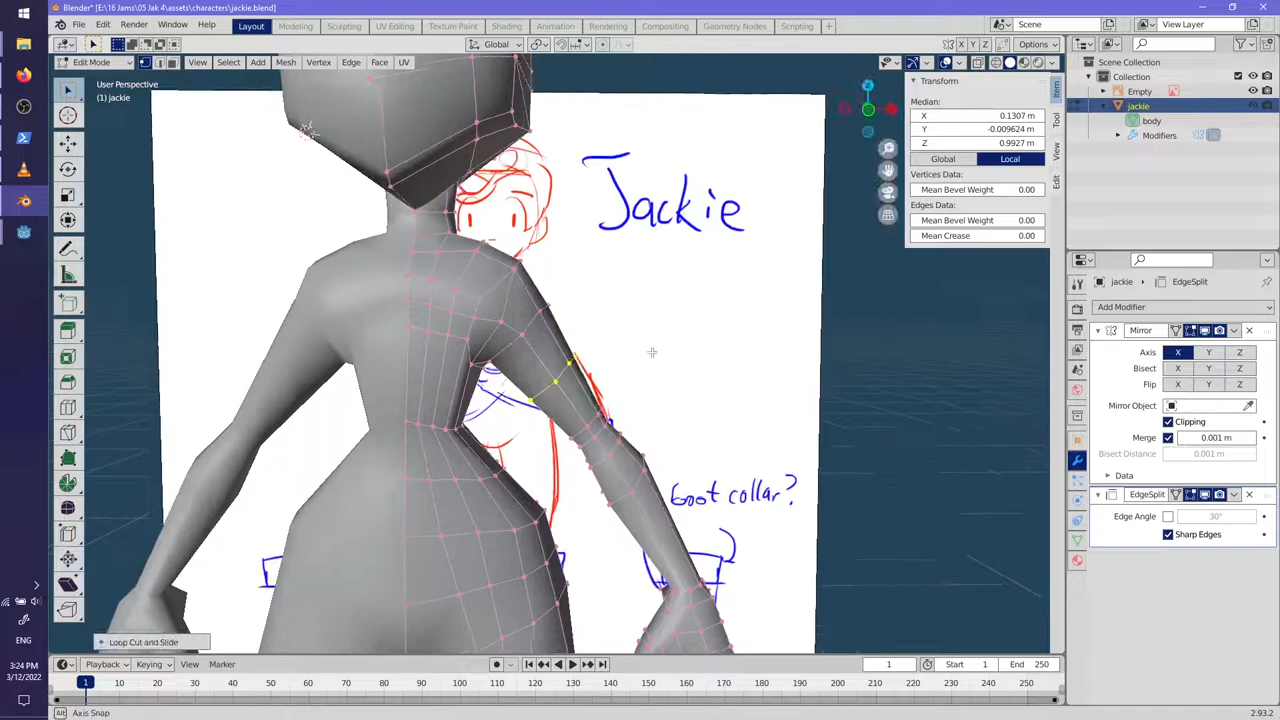 Blender* [E:\16 Jams\05 Jak 4\assets\characters\jackie.blend]
File Edit Render Window Help Layout Modeling Sculpting UV Editing Texture Paint Shading Animation Rendering Compositing Geometry Nodes Scripting + Scene View Layer
Global X Y Z Options
Edit Mode View Select Add Mesh Vertex Edge Face UV
User Perspective
(1) jackie
Jackie
Goot collar?
Transform
Median:
X 0.1307 m
Y -0.009624 m
Z 0.9927 m
Global Local
Vertices Data:
Mean Bevel Weight 0.00
Edges Data:
Mean Bevel Weight 0.00
Mean Crease 0.00
Item
Tool
View
Edit
Scene Collection
Collection
Empty
jackie
body
Modifiers
jackie EdgeSplit
Add Modifier
Mirror
Axis X Y Z
Bisect X Y Z
Flip X Y Z
Mirror Object
Clipping
Merge 0.001 m
Bisect Distance 0.001 m
Data
EdgeSplit
Edge Angle 30°
Sharp Edges
Loop Cut and Slide
ENG
3:24 PM
3/12/2022
Playback Keying View Marker 1 Start 1 End 250
1 10 20 30 40 50 60 70 80 90 100 110 120 130 140 150 160 170 180 190 200 210 220 230 240 250
Alt Axis Snap 2.93.2